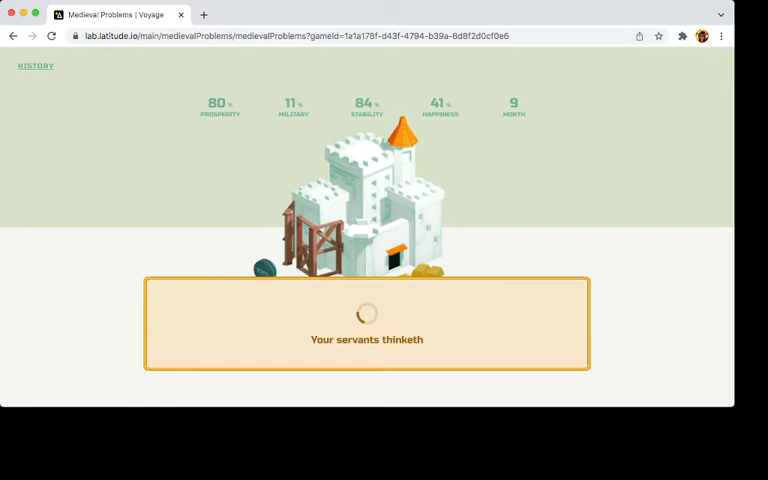 Medieval Problems | Voyage
lab.latitude.io/main/medievalProblems/medievalProblems?gameId=1a1a178f-d43f-4794-b39a-8d8f2d0cf0e6
HISTORY
80 % 11 % 84 % 41 % 9
PROSPERITY MILITARY STABILITY HAPPINESS MONTH
Your servants thinketh